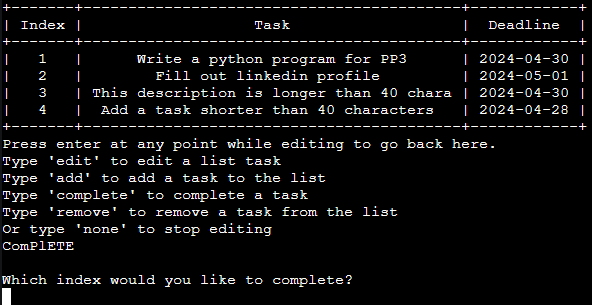 +-------+------------------------------------------+------------+
| Index |                   Task                   |  Deadline  |
+-------+------------------------------------------+------------+
|   1   |       Write a python program for PP3     | 2024-04-30 |
|   2   |         Fill out linkedin profile        | 2024-05-01 |
|   3   | This description is longer than 40 chara | 2024-04-30 |
|   4   |  Add a task shorter than 40 characters   | 2024-04-28 |
+-------+------------------------------------------+------------+
Press enter at any point while editing to go back here.
Type 'edit' to edit a list task
Type 'add' to add a task to the list
Type 'complete' to complete a task
Type 'remove' to remove a task from the list
Or type 'none' to stop editing
ComPlETE
Which index would you like to complete?